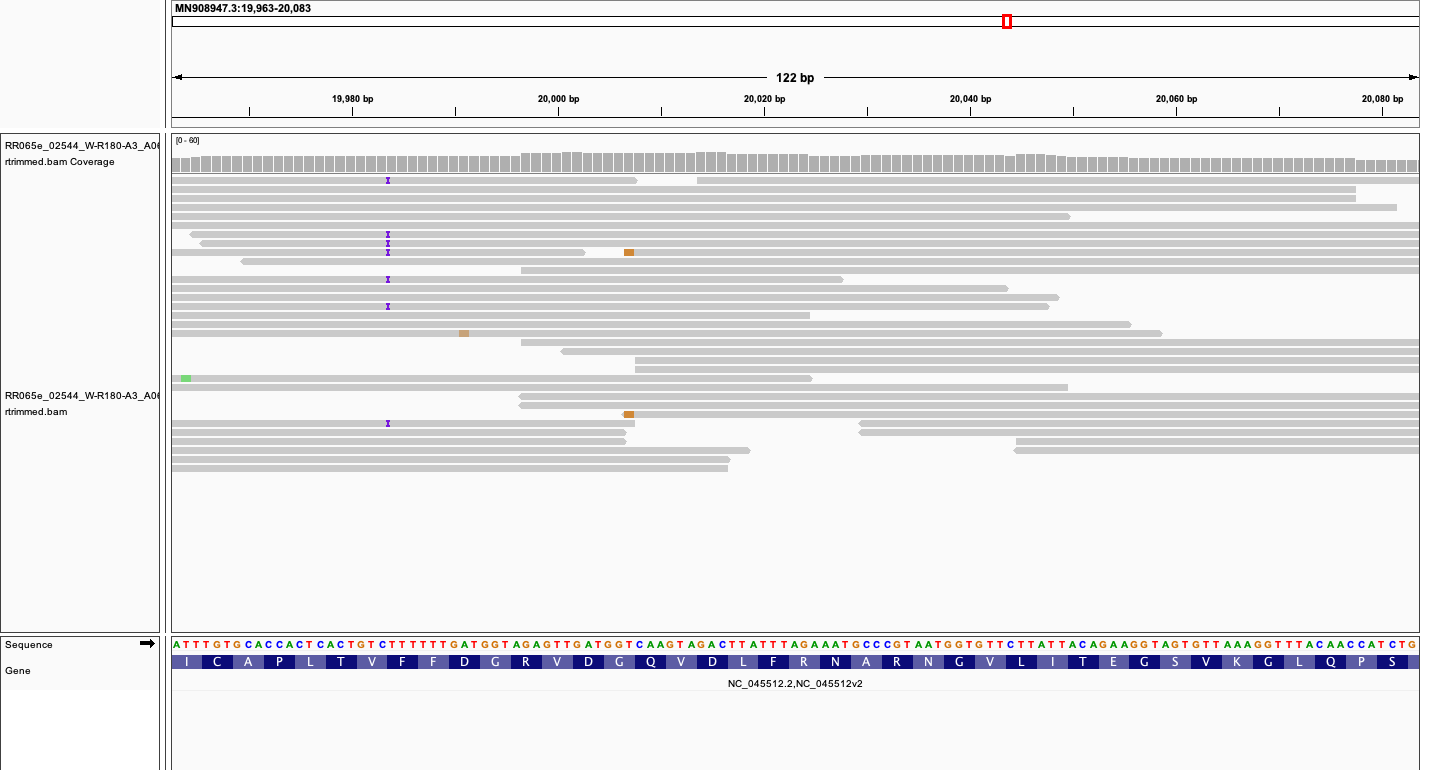 MN908947.3:19,963-20,083
122 bp
19,980 bp 20,000 bp 20,020 bp 20,040 bp 20,060 bp 20,080 bp
RR065e_02544_W-R180-A3_A06
rtrimmed.bam Coverage
[0 - 60]
RR065e_02544_W-R180-A3_A06
rtrimmed.bam
Sequence
ATTTGTGCACCACTCACTGTCTTTTTTGATGGTAGAGTTGATGGTCAAGTAGACTTATTTAGAAATGCCCGTAATGGTGTTCTTATTACAGAAGGTAGTGTTAAAGGTTTACAACCATCTG
Gene
I C A P L T V F F D G R V D G Q V D L F R N A R N G V L I T E G S V K G L Q P S
NC_045512.2,NC_045512v2